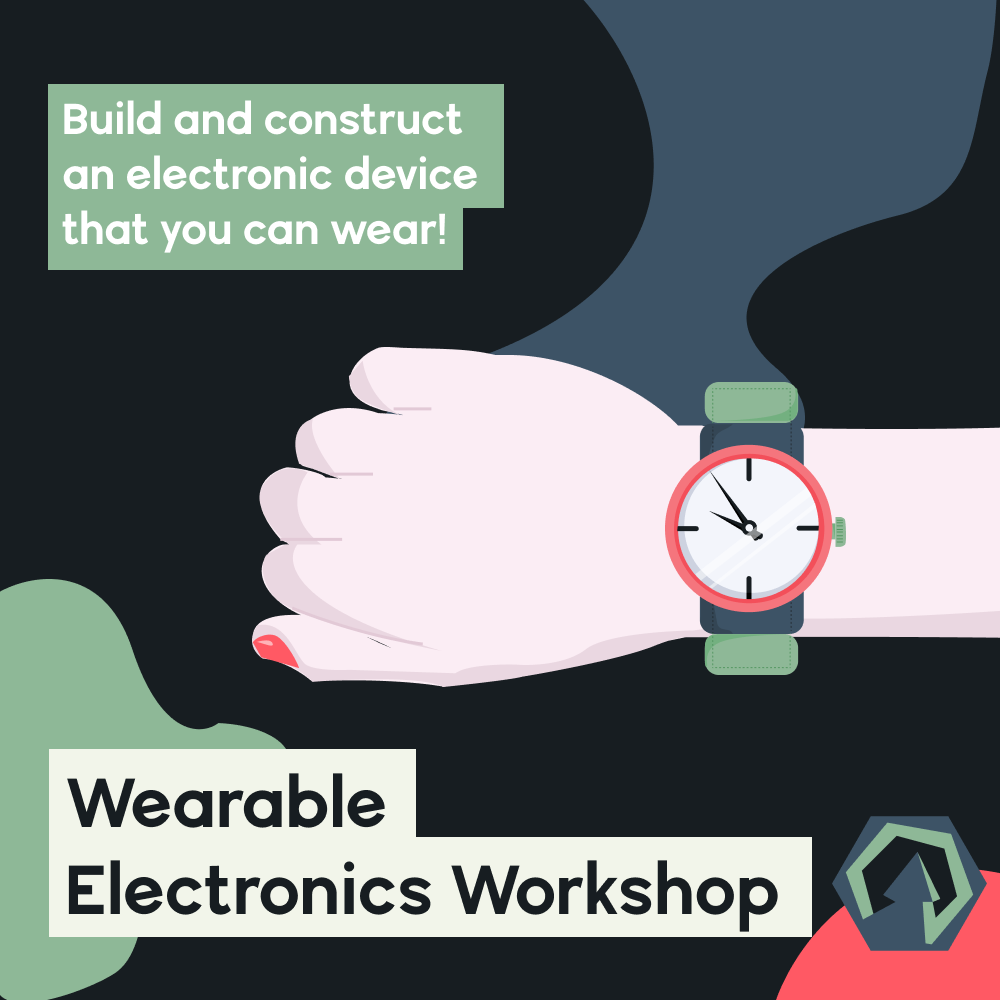 Build and construct
an electronic device
that you can wear!
Wearable
Electronics Workshop